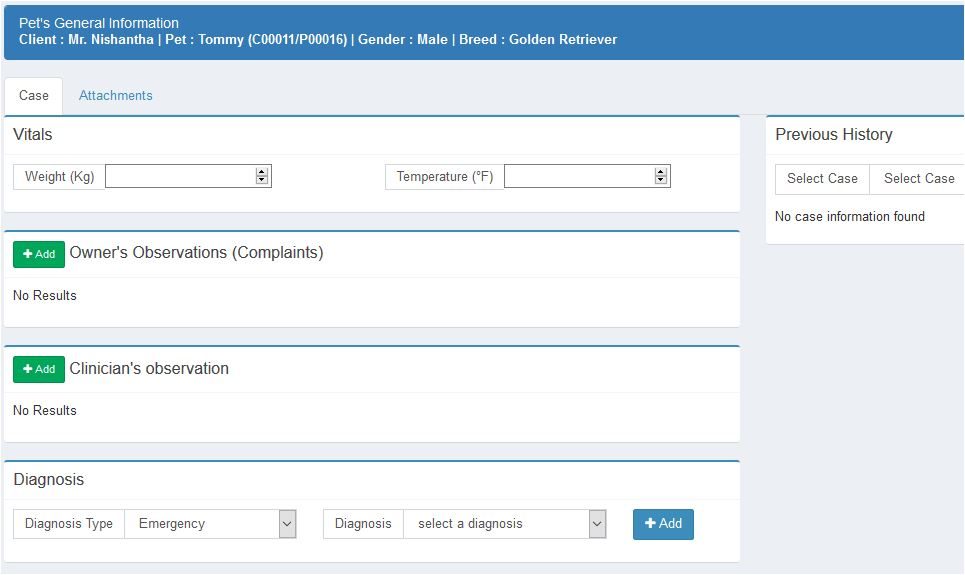 Pet's General Information
Client : Mr. Nishantha | Pet : Tommy (C00011/P00016) | Gender : Male | Breed : Golden Retriever
Case Attachments
Vitals
Weight (Kg) Temperature (°F)
Previous History
Select Case Select Case
No case information found
Add Owner's Observations (Complaints)
No Results
Add Clinician's observation
No Results
Diagnosis
Diagnosis Type Emergency Diagnosis select a diagnosis Add